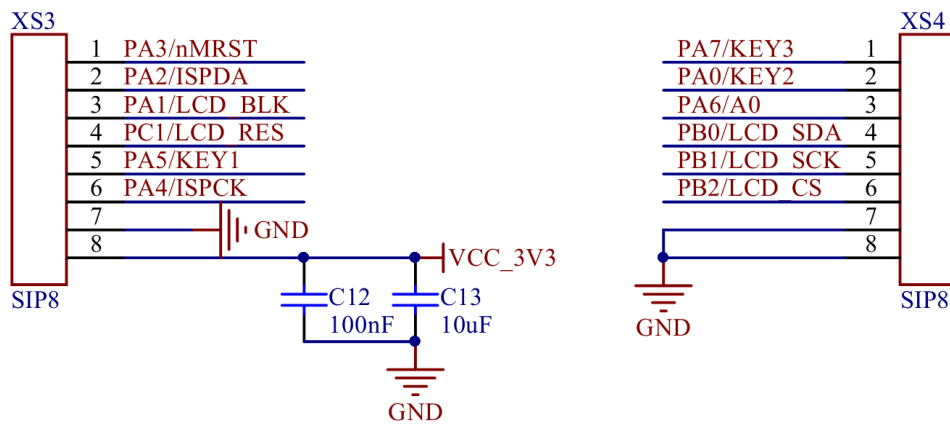 XS3
1 PA3/nMRST
2 PA2/ISPDA
3 PA1/LCD_BLK
4 PC1/LCD_RES
5 PA5/KEY1
6 PA4/ISPCK
7 GND
8 VCC_3V3
SIP8
C12
100nF
C13
10uF
GND
XS4
PA7/KEY3 1
PA0/KEY2 2
PA6/A0 3
PB0/LCD_SDA 4
PB1/LCD_SCK 5
PB2/LCD_CS 6
7
8
SIP8
GND